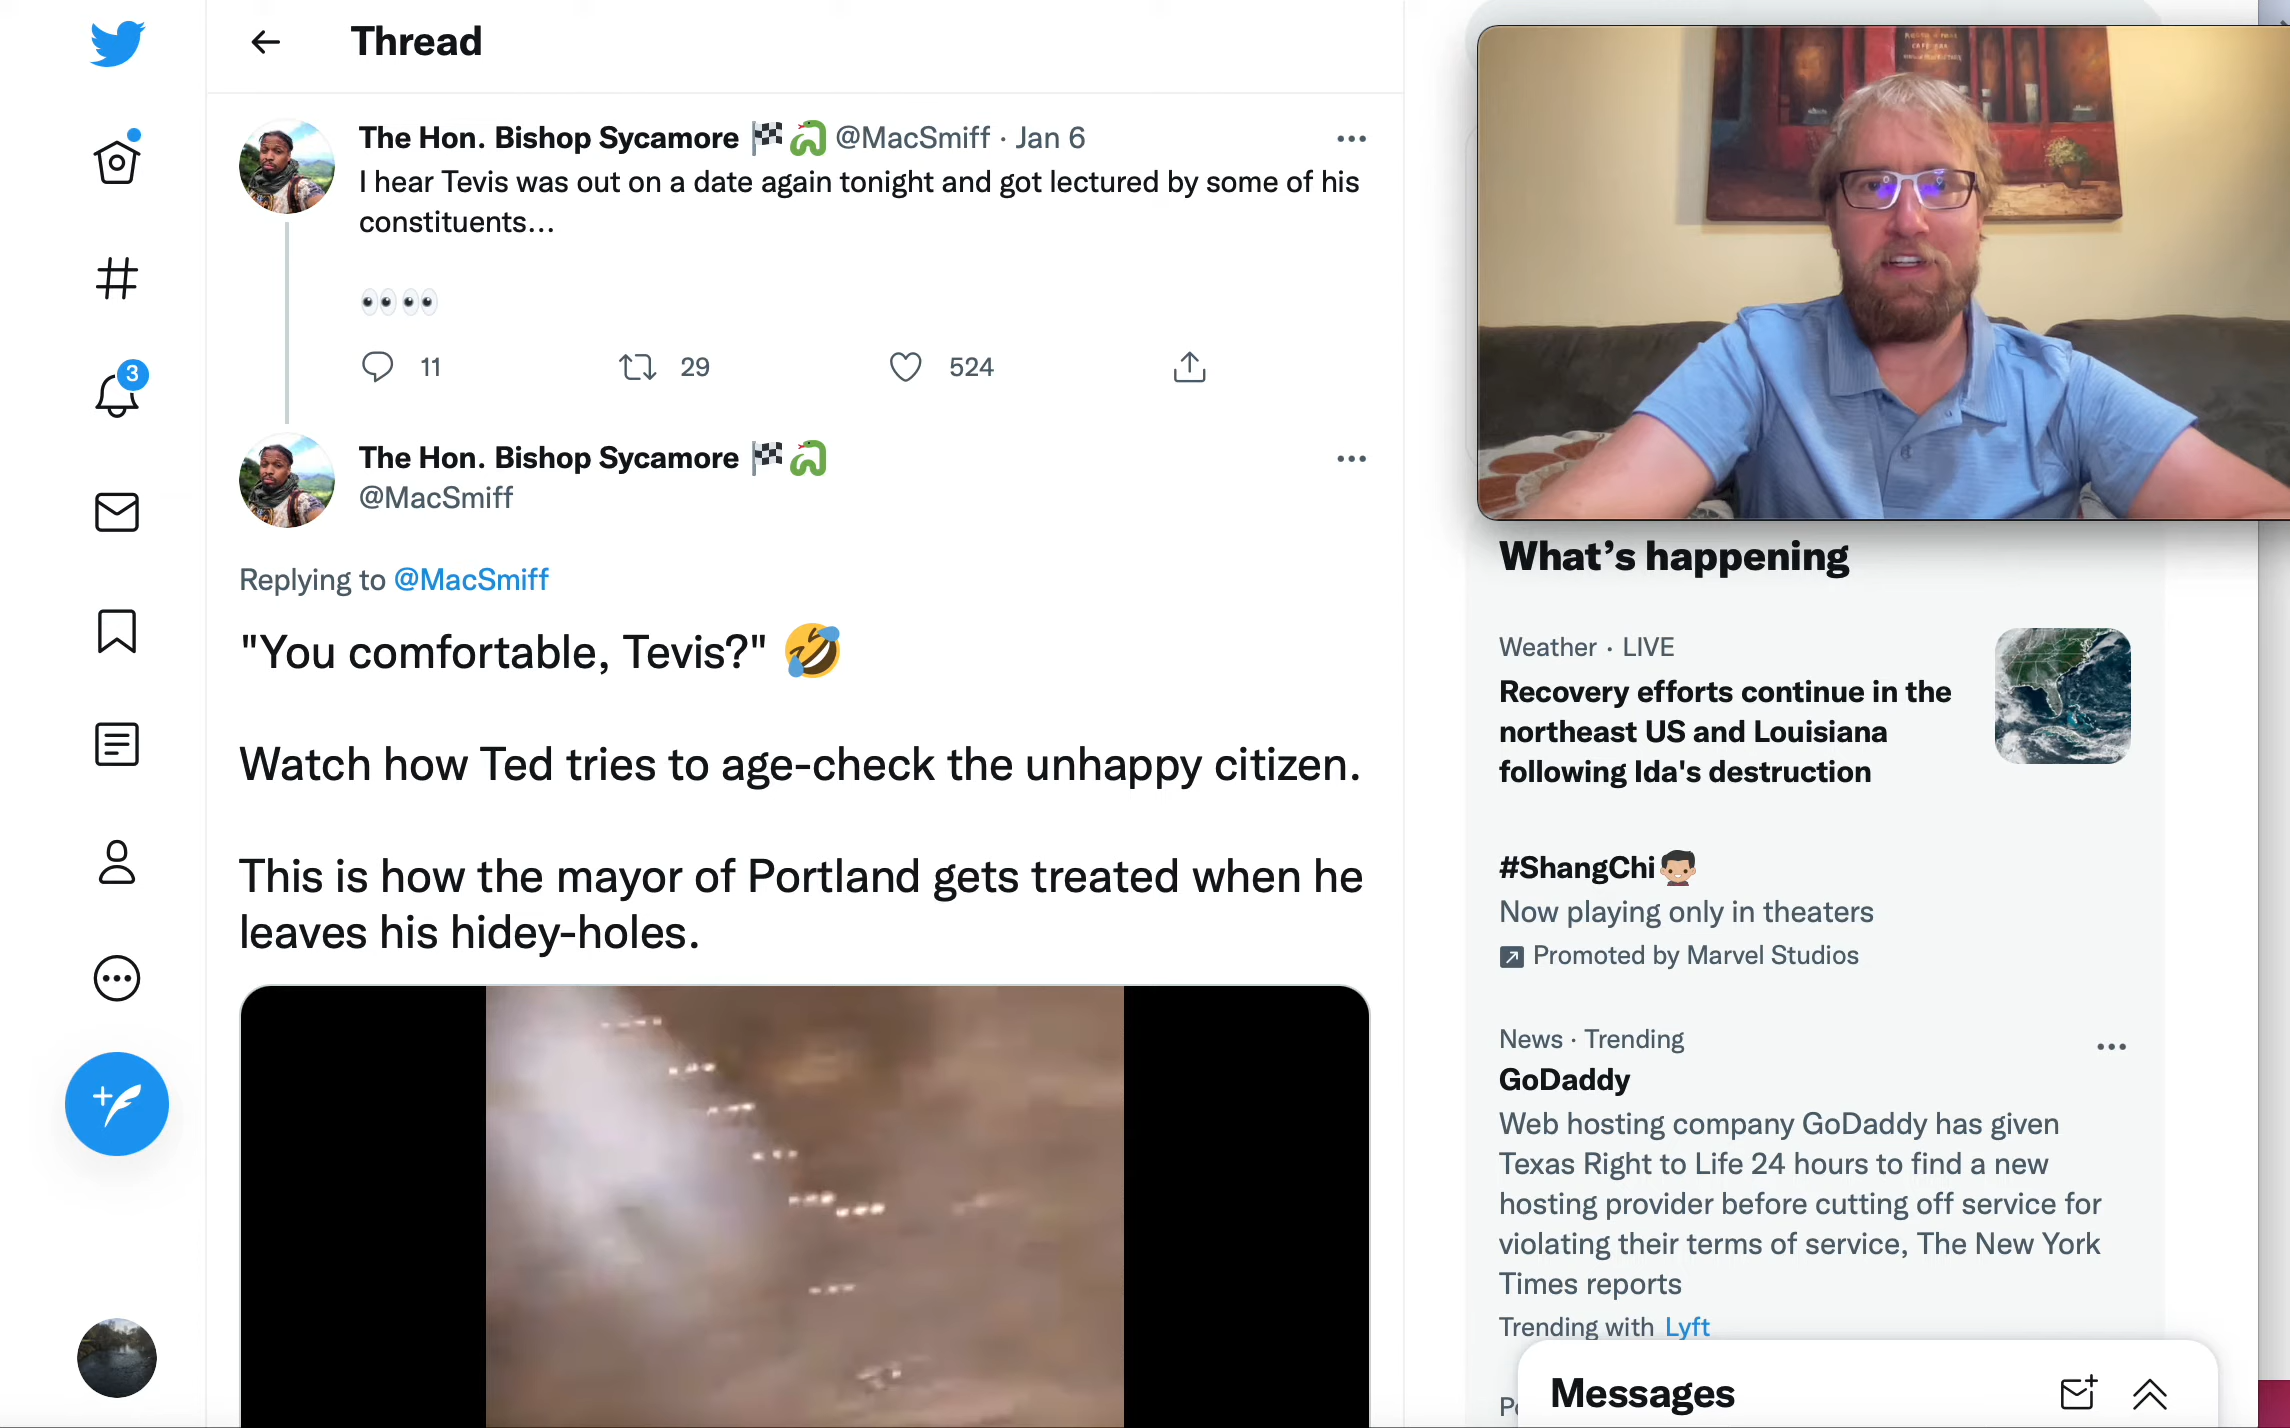 Thread
The Hon. Bishop Sycamore 🏁🐍 @MacSmiff · Jan 6
I hear Tevis was out on a date again tonight and got lectured by some of his
constituents…
👀👀
11 29 524
The Hon. Bishop Sycamore 🏁🐍
@MacSmiff
Replying to @MacSmiff
"You comfortable, Tevis?" 🤣
Watch how Ted tries to age-check the unhappy citizen.
This is how the mayor of Portland gets treated when he
leaves his hidey-holes.
3
What's happening
Weather · LIVE
Recovery efforts continue in the
northeast US and Louisiana
following Ida's destruction
#ShangChi
Now playing only in theaters
Promoted by Marvel Studios
News · Trending
GoDaddy
Web hosting company GoDaddy has given
Texas Right to Life 24 hours to find a new
hosting provider before cutting off service for
violating their terms of service, The New York
Times reports
Trending with Lyft
Messages